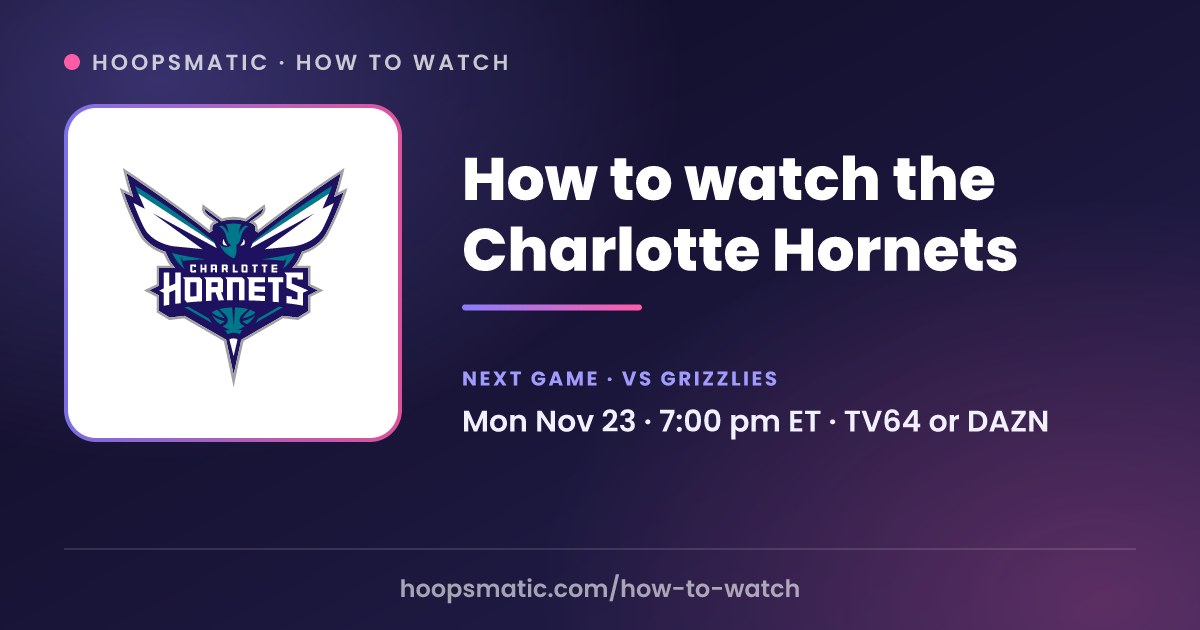 HOOPSMATIC · HOW TO WATCH
CHARLOTTE
HORNETS
How to watch the
Charlotte Hornets
NEXT GAME · VS GRIZZLIES
Mon Nov 23 · 7:00 pm ET · TV64 or DAZN
hoopsmatic.com/how-to-watch